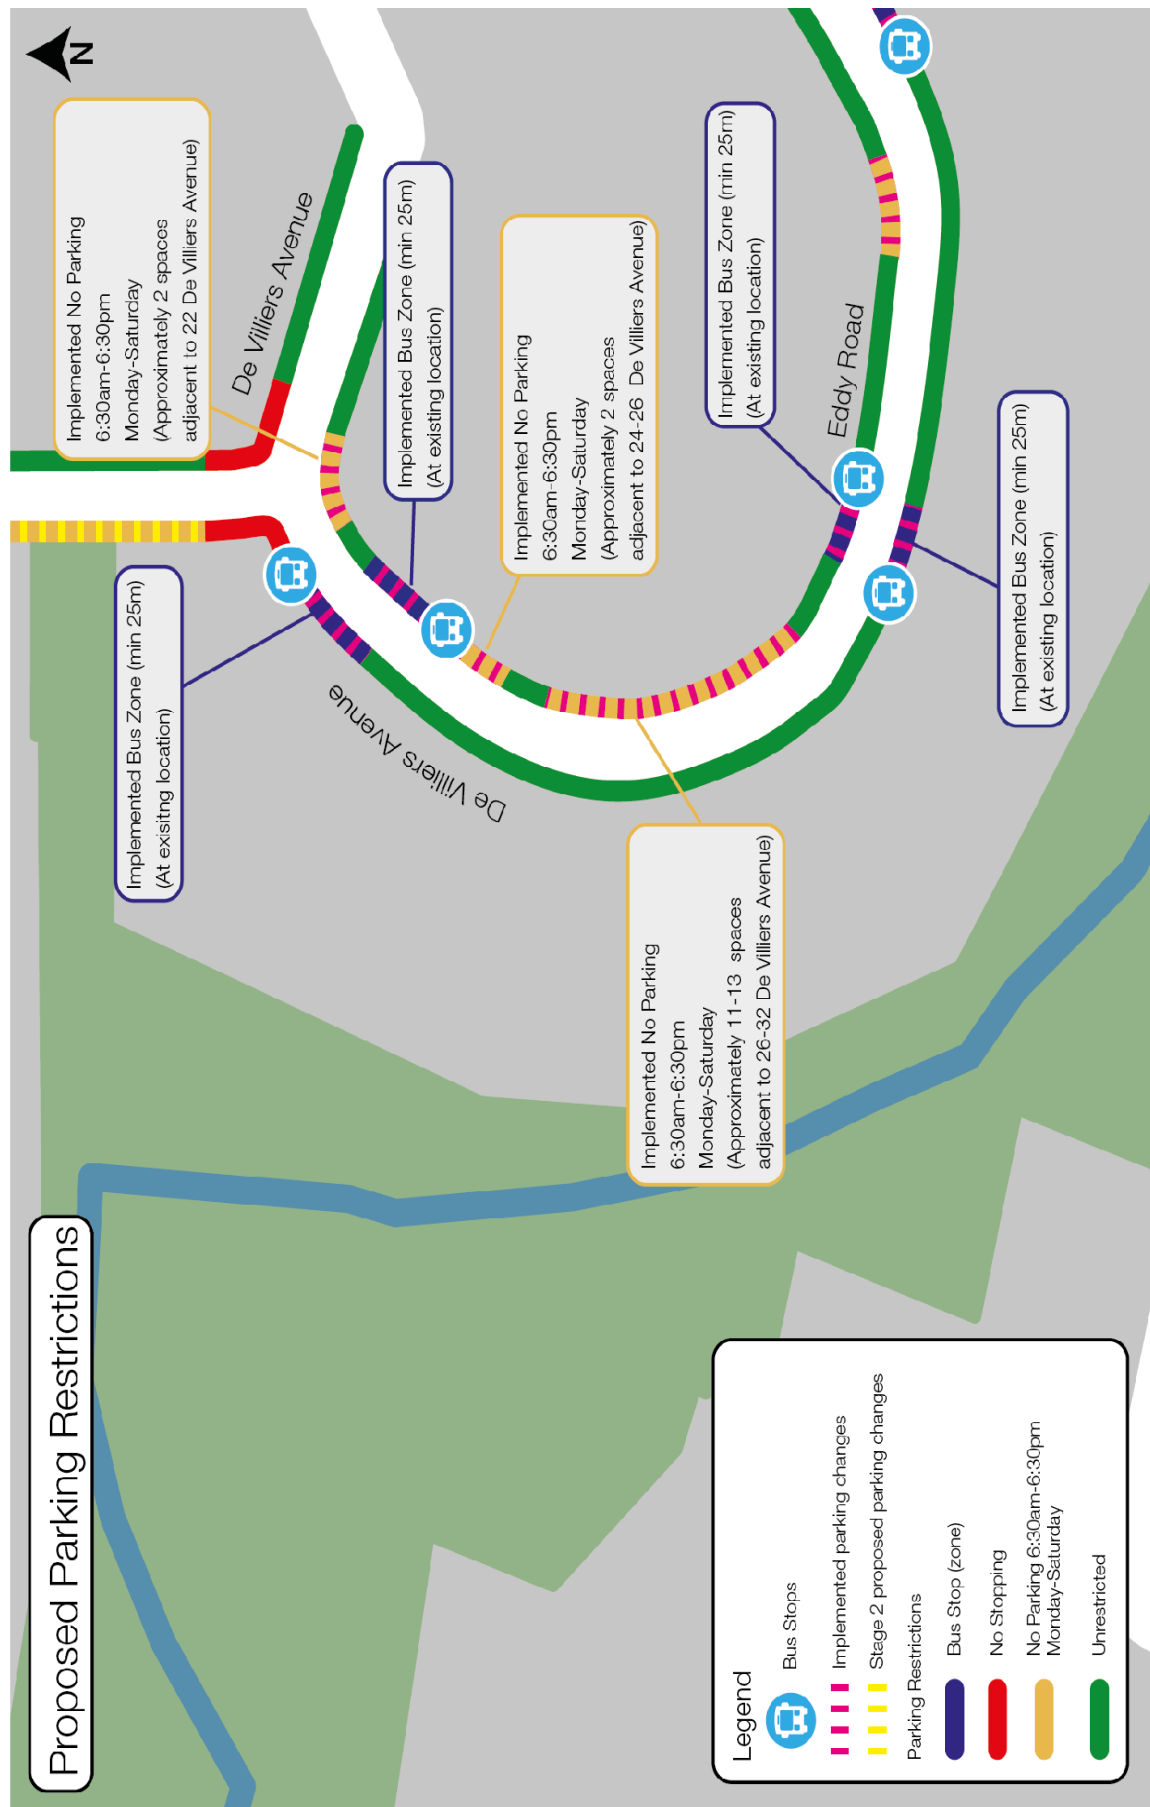 Proposed Parking Restrictions
N
Implemented Bus Zone (min 25m)
(At exisitng location)
Implemented No Parking
6:30am-6:30pm
Monday-Saturday
(Approximately 2 spaces
adjacent to 22 De Villiers Avenue)
De Villiers Avenue
De Villiers Avenue
Implemented Bus Zone (min 25m)
(At existing location)
Implemented No Parking
6:30am-6:30pm
Monday-Saturday
(Approximately 2 spaces
adjacent to 24-26 De Villiers Avenue)
Implemented No Parking
6:30am-6:30pm
Monday-Saturday
(Approximately 11-13 spaces
adjacent to 26-32 De Villiers Avenue)
Implemented Bus Zone (min 25m)
(At existing location)
Eddy Road
Implemented Bus Zone (min 25m)
(At existing location)
Legend
Bus Stops
Implemented parking changes
Stage 2 proposed parking changes
Parking Restrictions
Bus Stop (zone)
No Stopping
No Parking 6:30am-6:30pm
Monday-Saturday
Unrestricted